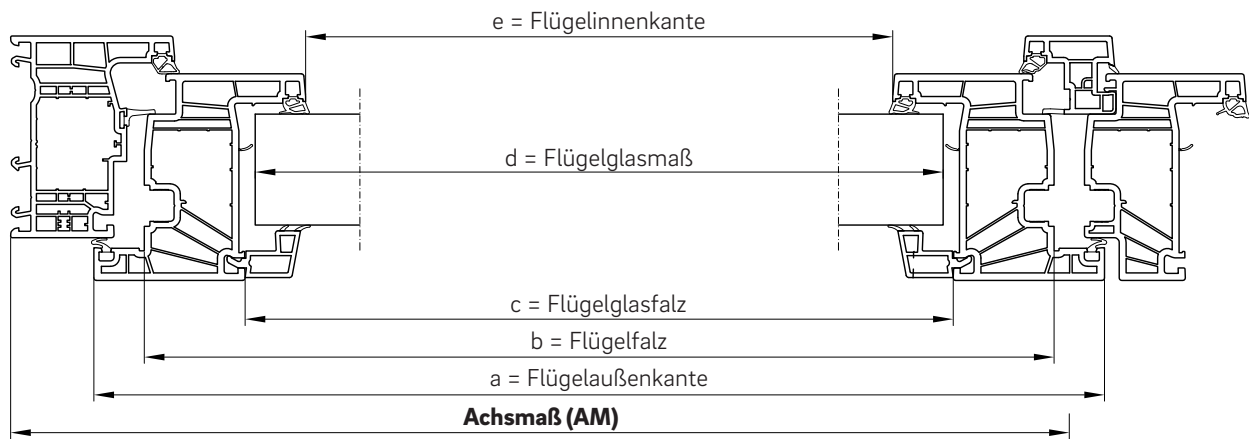 e = Flügelinnenkante
d = Flügelglasmaß
c = Flügelglasfalz
b = Flügelfalz
a = Flügelaußenkante
Achsmaß (AM)